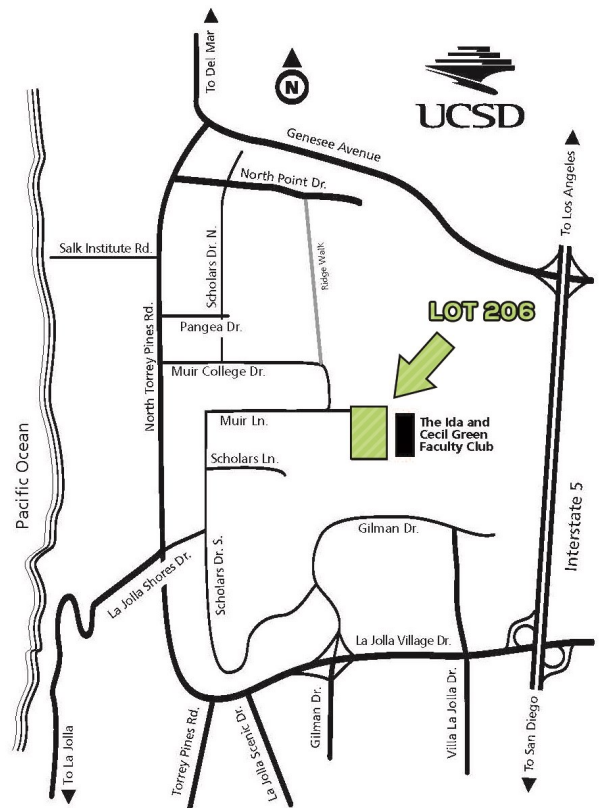 To Del Mar
N
UCSD
Genesee Avenue
To Los Angeles
North Point Dr.
Salk Institute Rd.
Scholars Dr. N.
Ridge Walk
LOT 206
Pangea Dr.
North Torrey Pines Rd.
Muir College Dr.
Muir Ln.
The Ida and
Cecil Green
Faculty Club
Scholars Ln.
Pacific Ocean
Interstate 5
Gilman Dr.
La Jolla Shores Dr.
Scholars Dr. S.
La Jolla Village Dr.
To La Jolla
Torrey Pines Rd.
La Jolla Scenic Dr.
Gilman Dr.
Villa La Jolla Dr.
To San Diego